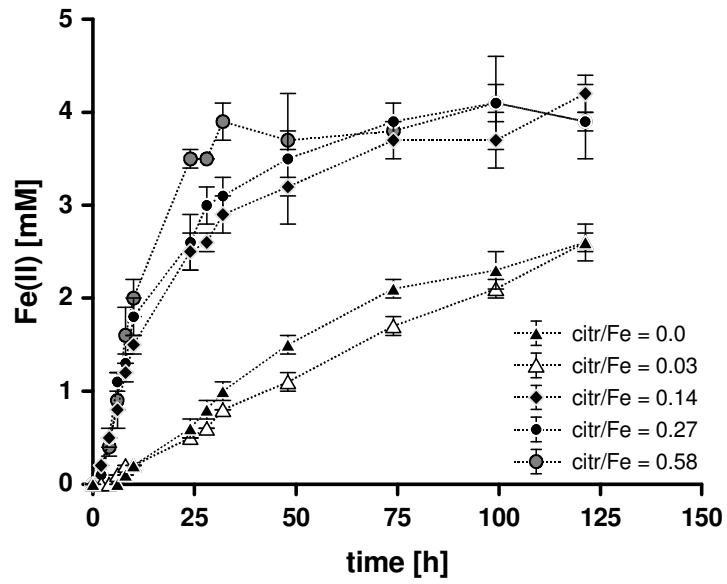 5
4
3
2
1
0
Fe(II) [mM]
citr/Fe = 0.0
citr/Fe = 0.03
citr/Fe = 0.14
citr/Fe = 0.27
citr/Fe = 0.58
0 25 50 75 100 125 150
time [h]